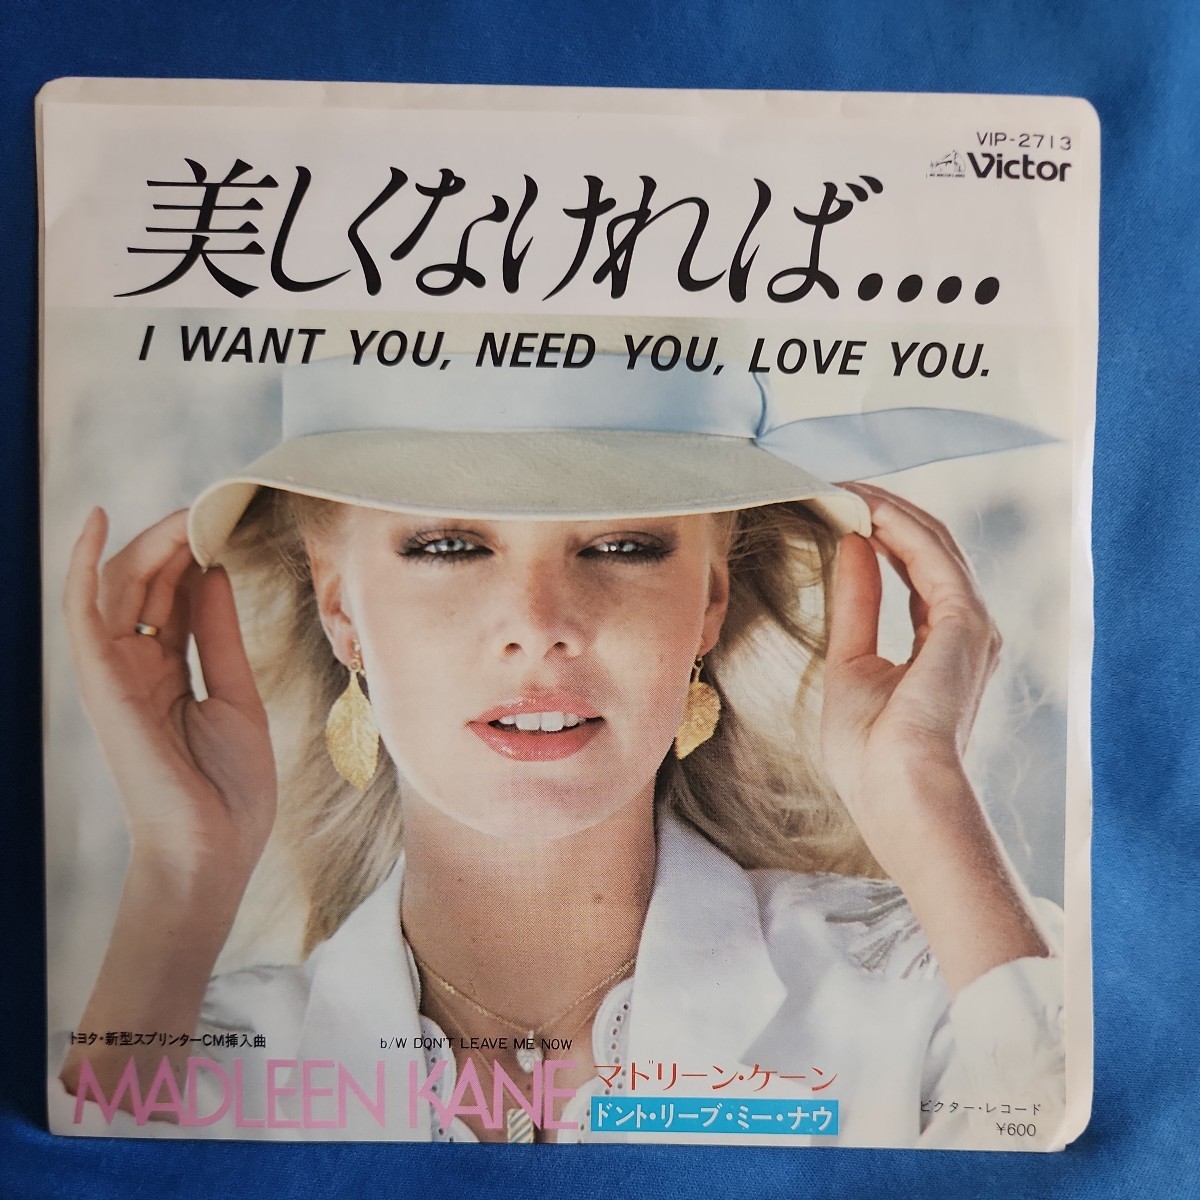 VIP-2713
Victor
美しくなければ....
I WANT YOU, NEED YOU, LOVE YOU.
トヨタ・新型スプリンターCM挿入曲
b/W DON'T LEAVE ME NOW
MADLEEN KANE
マドリーン・ケーン
ドント・リーブ・ミー・ナウ
ビクター・レコード
¥600